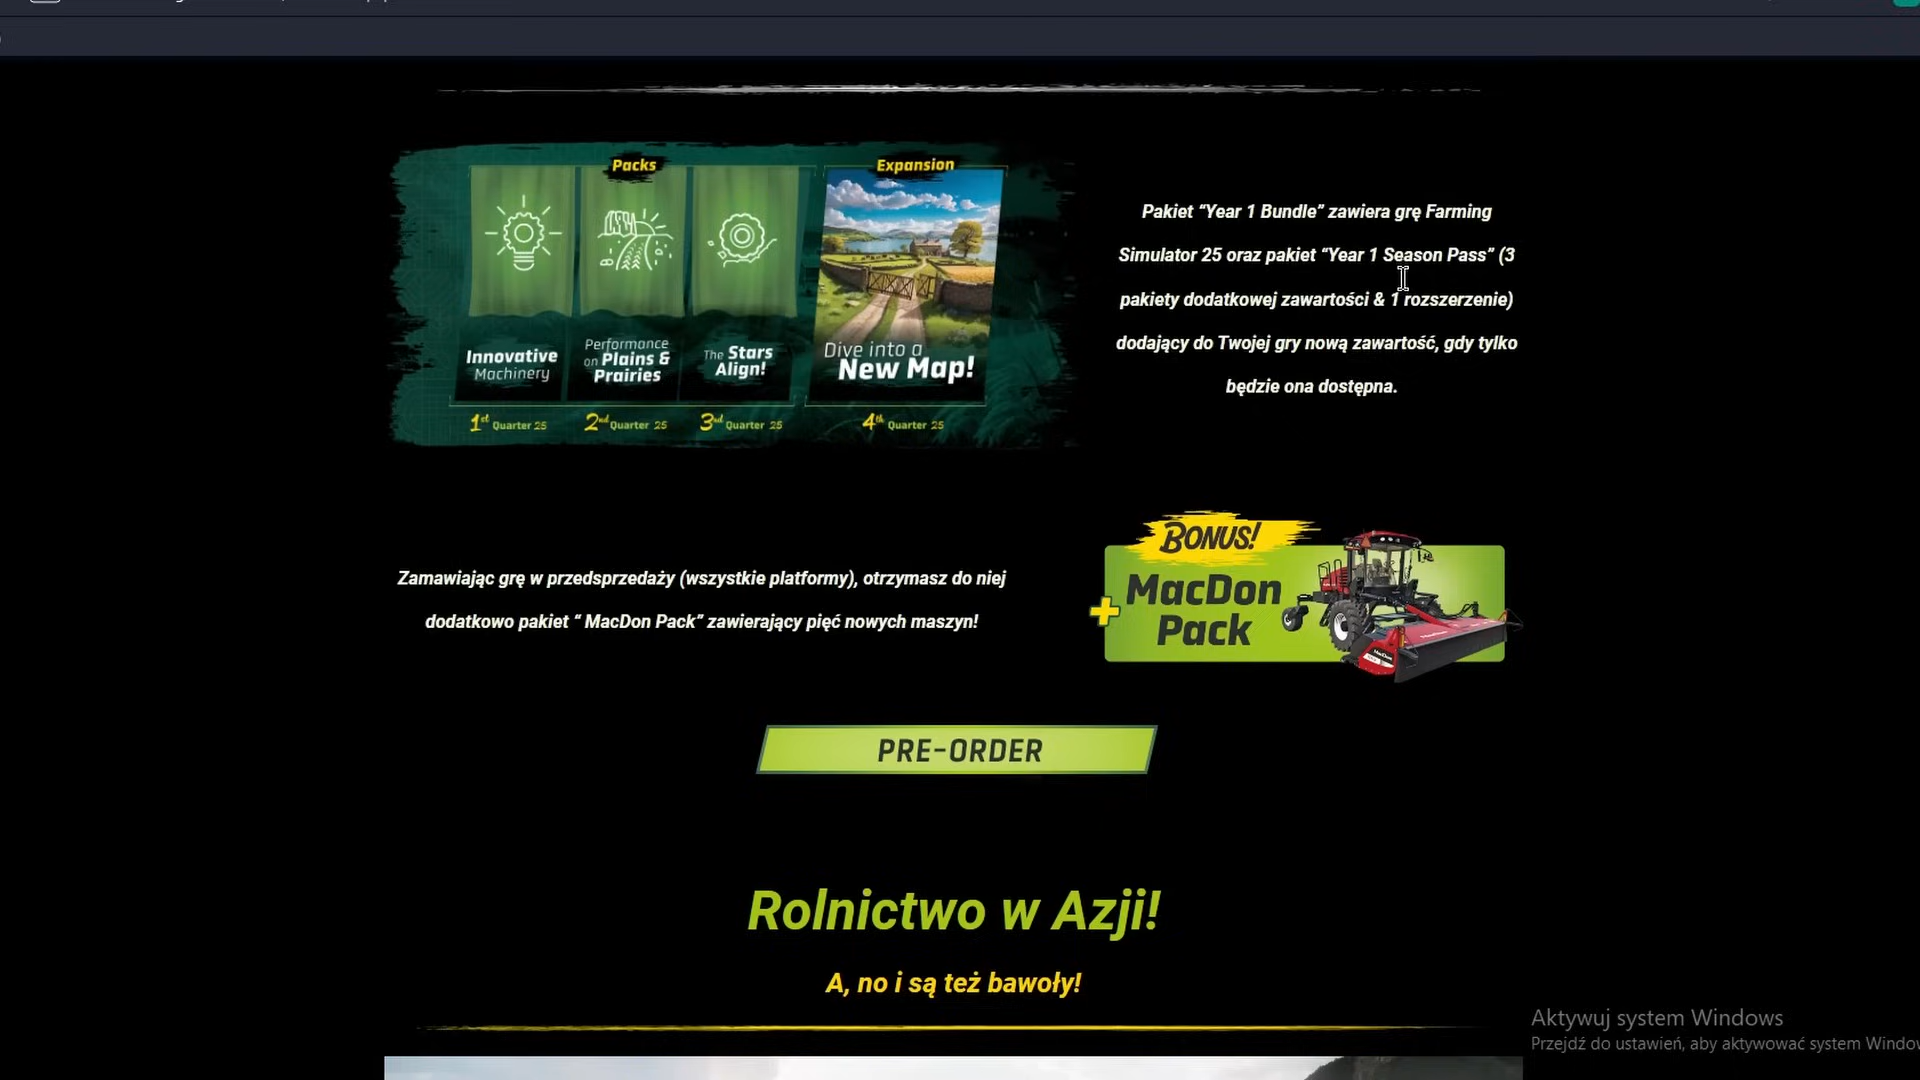 Packs
Expansion
Innovative
Machinery
Performance
on Plains &
Prairies
The Stars
Align!
Dive into a
New Map!
1st Quarter 25
2nd Quarter 25
3rd Quarter 25
4th Quarter 25
Pakiet “Year 1 Bundle” zawiera grę Farming
Simulator 25 oraz pakiet “Year 1 Season Pass” (3
pakiety dodatkowej zawartości & 1 rozszerzenie)
dodający do Twojej gry nową zawartość, gdy tylko
będzie ona dostępna.
Zamawiając grę w przedsprzedaży (wszystkie platformy), otrzymasz do niej
dodatkowo pakiet “ MacDon Pack” zawierający pięć nowych maszyn!
BONUS!
+ MacDon
Pack
PRE-ORDER
Rolnictwo w Azji!
A, no i są też bawoły!
Aktywuj system Windows
Przejdź do ustawień, aby aktywować system